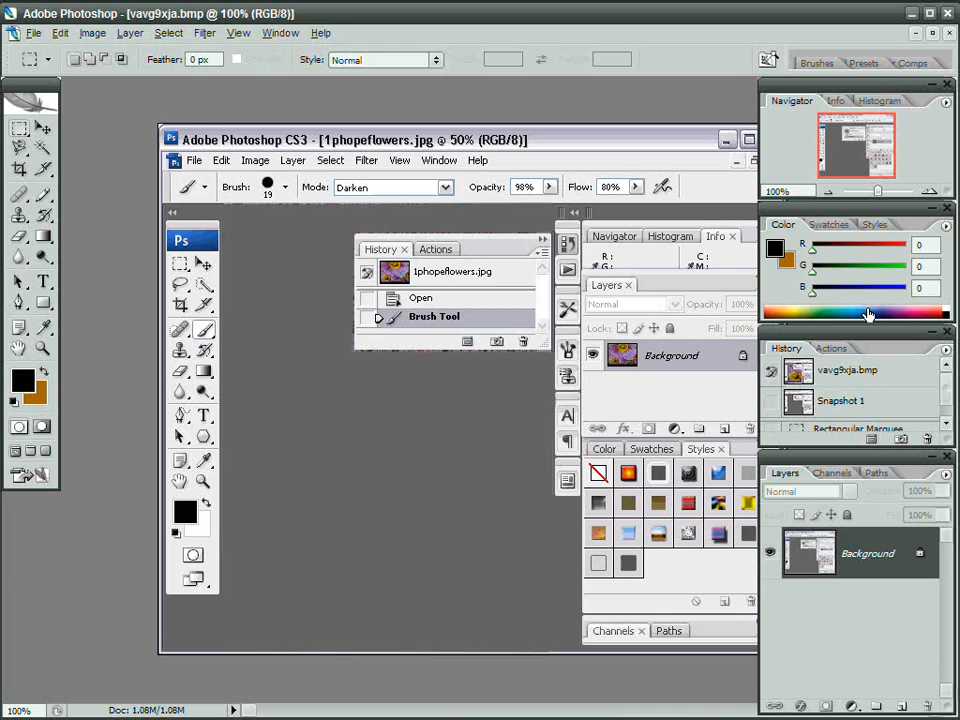 Adobe Photoshop - [vavg9xja.bmp @ 100% (RGB/8)]
File Edit Image Layer Select Filter View Window Help
Feather: 0 px Style: Normal
Brushes Presets Comps
Navigator Info Histogram
100%
Color Swatches Styles
R 0
G 0
B 0
History Actions
vavg9xja.bmp
Snapshot 1
Rectangular Marquee
Layers Channels Paths
Normal 100%
100%
Background
Adobe Photoshop CS3 - [1phopeflowers.jpg @ 50% (RGB/8)]
File Edit Image Layer Select Filter View Window Help
Brush: 19 Mode: Darken Opacity: 98% Flow: 80%
Ps
History Actions
1phopeflowers.jpg
Open
Brush Tool
Navigator Histogram Info
R: C:
G: M:
Layers
Normal Opacity: 100%
Lock: Fill: 100%
Background
Color Swatches Styles
Channels Paths
100% Doc: 1.08M/1.08M